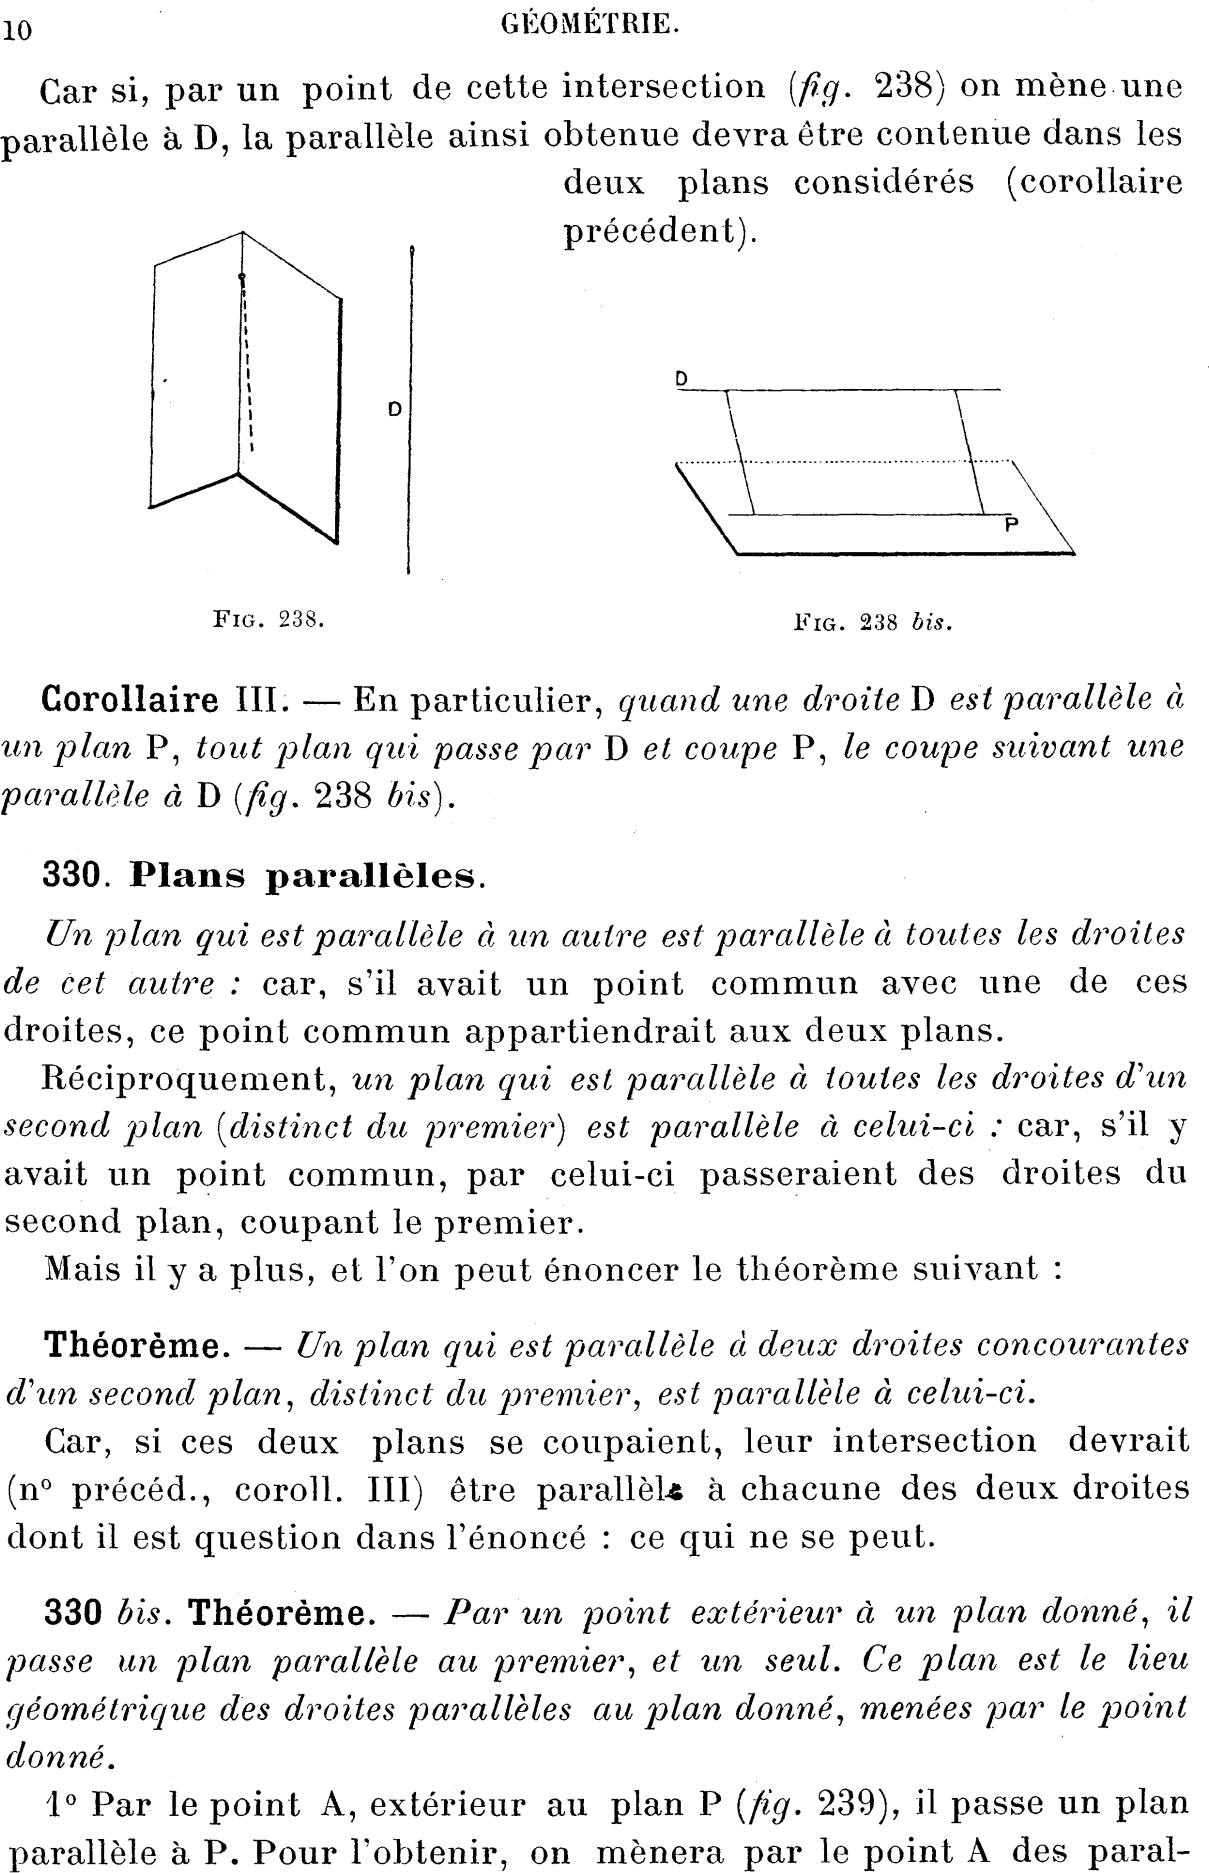 10
GÉOMÉTRIE.
Car si, par un point de cette intersection (fig. 238) on mène une
parallèle à D, la parallèle ainsi obtenue devra être contenue dans les
deux plans considérés (corollaire
précédent).
D
D
P
FIG. 238.
FIG. 238 bis.
Corollaire III. — En particulier, quand une droite D est parallèle à
un plan P, tout plan qui passe par D et coupe P, le coupe suivant une
parallèle à D (fig. 238 bis).
330. Plans parallèles.
Un plan qui est parallèle à un autre est parallèle à toutes les droites
de cet autre : car, s'il avait un point commun avec une de ces
droites, ce point commun appartiendrait aux deux plans.
Réciproquement, un plan qui est parallèle à toutes les droites d'un
second plan (distinct du premier) est parallèle à celui-ci : car, s'il y
avait un point commun, par celui-ci passeraient des droites du
second plan, coupant le premier.
Mais il y a plus, et l'on peut énoncer le théorème suivant :
Théorème. — Un plan qui est parallèle à deux droites concourantes
d'un second plan, distinct du premier, est parallèle à celui-ci.
Car, si ces deux plans se coupaient, leur intersection devrait
(nº précéd., coroll. III) être parallèle à chacune des deux droites
dont il est question dans l'énoncé : ce qui ne se peut.
330 bis. Théorème. — Par un point extérieur à un plan donné, il
passe un plan parallèle au premier, et un seul. Ce plan est le lieu
géométrique des droites parallèles au plan donné, menées par le point
donné.
1º Par le point A, extérieur au plan P (fig. 239), il passe un plan
parallèle à P. Pour l'obtenir, on mènera par le point A des paral-